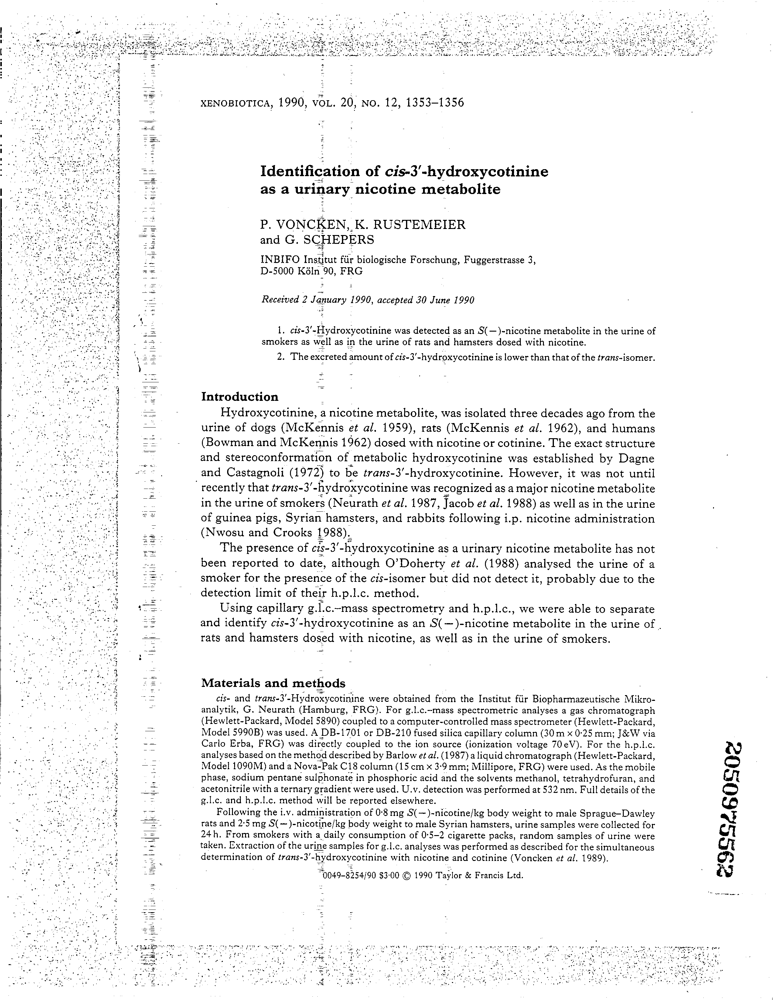 XENOBIOTICA, 1990, VOL. 20, NO. 12, 1353–1356
Identification of cis-3′-hydroxycotinine
as a urinary nicotine metabolite
P. VONCKEN, K. RUSTEMEIER
and G. SCHEPERS
INBIFO Institut für biologische Forschung, Fuggerstrasse 3,
D-5000 Köln 90, FRG
Received 2 January 1990, accepted 30 June 1990
1. cis-3′-Hydroxycotinine was detected as an S(−)-nicotine metabolite in the urine of
smokers as well as in the urine of rats and hamsters dosed with nicotine.
2. The excreted amount of cis-3′-hydroxycotinine is lower than that of the trans-isomer.
Introduction
Hydroxycotinine, a nicotine metabolite, was isolated three decades ago from the
urine of dogs (McKennis et al. 1959), rats (McKennis et al. 1962), and humans
(Bowman and McKennis 1962) dosed with nicotine or cotinine. The exact structure
and stereoconformation of metabolic hydroxycotinine was established by Dagne
and Castagnoli (1972) to be trans-3′-hydroxycotinine. However, it was not until
recently that trans-3′-hydroxycotinine was recognized as a major nicotine metabolite
in the urine of smokers (Neurath et al. 1987, Jacob et al. 1988) as well as in the urine
of guinea pigs, Syrian hamsters, and rabbits following i.p. nicotine administration
(Nwosu and Crooks 1988).
The presence of cis-3′-hydroxycotinine as a urinary nicotine metabolite has not
been reported to date, although O'Doherty et al. (1988) analysed the urine of a
smoker for the presence of the cis-isomer but did not detect it, probably due to the
detection limit of their h.p.l.c. method.
Using capillary g.l.c.–mass spectrometry and h.p.l.c., we were able to separate
and identify cis-3′-hydroxycotinine as an S(−)-nicotine metabolite in the urine of
rats and hamsters dosed with nicotine, as well as in the urine of smokers.
Materials and methods
cis- and trans-3′-Hydroxycotinine were obtained from the Institut für Biopharmazeutische Mikro-
analytik, G. Neurath (Hamburg, FRG). For g.l.c.–mass spectrometric analyses a gas chromatograph
(Hewlett-Packard, Model 5890) coupled to a computer-controlled mass spectrometer (Hewlett-Packard,
Model 5990B) was used. A DB-1701 or DB-210 fused silica capillary column (30 m × 0·25 mm; J&W via
Carlo Erba, FRG) was directly coupled to the ion source (ionization voltage 70 eV). For the h.p.l.c.
analyses based on the method described by Barlow et al. (1987) a liquid chromatograph (Hewlett-Packard,
Model 1090M) and a Nova-Pak C18 column (15 cm × 3·9 mm; Millipore, FRG) were used. As the mobile
phase, sodium pentane sulphonate in phosphoric acid and the solvents methanol, tetrahydrofuran, and
acetonitrile with a ternary gradient were used. U.v. detection was performed at 532 nm. Full details of the
g.l.c. and h.p.l.c. method will be reported elsewhere.
Following the i.v. administration of 0·8 mg S(−)-nicotine/kg body weight to male Sprague–Dawley
rats and 2·5 mg S(−)-nicotine/kg body weight to male Syrian hamsters, urine samples were collected for
24 h. From smokers with a daily consumption of 0·5–2 cigarette packs, random samples of urine were
taken. Extraction of the urine samples for g.l.c. analyses was performed as described for the simultaneous
determination of trans-3′-hydroxycotinine with nicotine and cotinine (Voncken et al. 1989).
0049–8254/90 $3·00 © 1990 Taylor & Francis Ltd.
2050975562